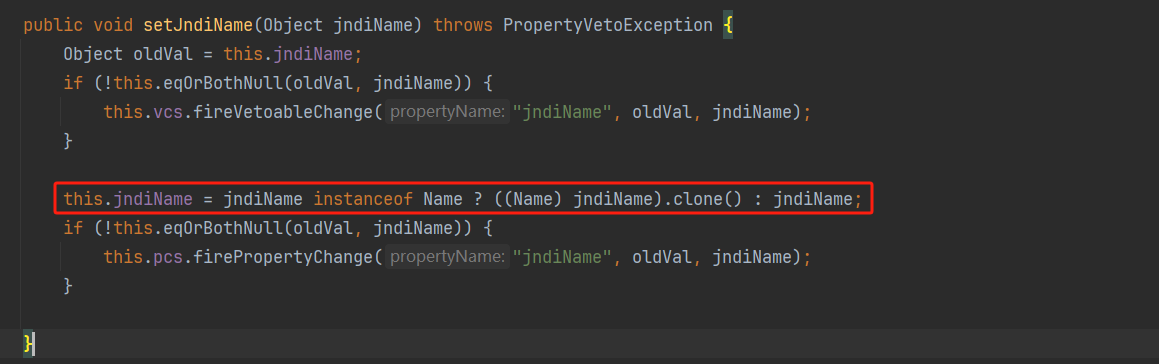 public void setJndiName(Object jndiName) throws PropertyVetoException {
Object oldVal = this.jndiName;
if (!this.eqOrBothNull(oldVal, jndiName)) {
this.vcs.fireVetoableChange( propertyName: "jndiName", oldVal, jndiName);
}
this.jndiName = jndiName instanceof Name ? ((Name) jndiName).clone() : jndiName;
if (!this.eqOrBothNull(oldVal, jndiName)) {
this.pcs.firePropertyChange( propertyName: "jndiName", oldVal, jndiName);
}
}